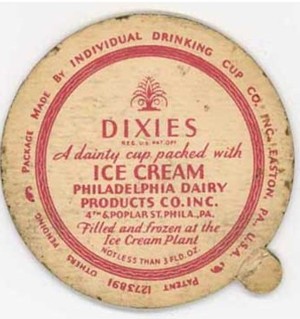 PACKAGE MADE BY INDIVIDUAL DRINKING CUP CO. INC. EASTON, PA., U.S.A.
DIXIES
REG. U.S. PAT. OFF.
A dainty cup packed with
ICE CREAM
PHILADELPHIA DAIRY
PRODUCTS CO. INC.
4TH & POPLAR ST. PHILA., PA.
Filled and frozen at the
Ice Cream Plant
NOT LESS THAN 3 FLD. OZ.
PATENT 1273891 OTHERS PENDING